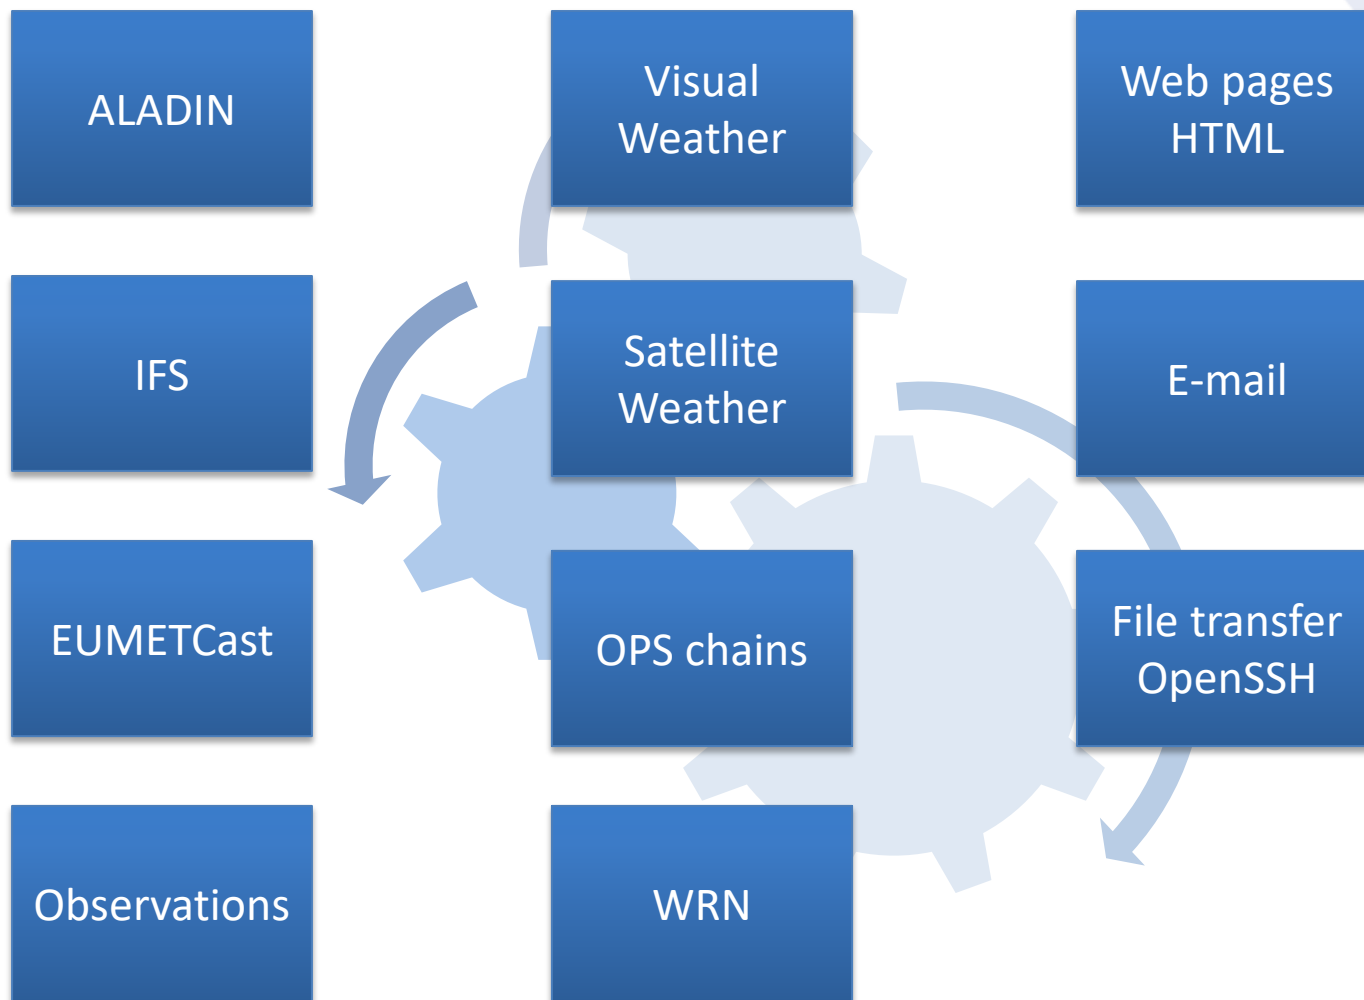 ALADIN
Visual
Weather
Web pages
HTML
IFS
Satellite
Weather
E-mail
EUMETCast
OPS chains
File transfer
OpenSSH
Observations
WRN